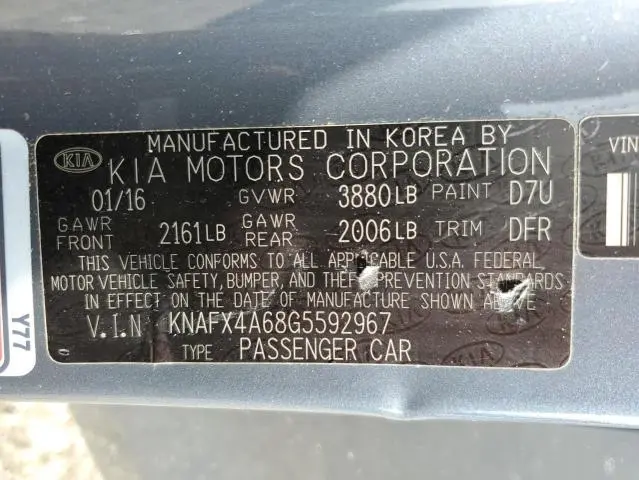 MANUFACTURED IN KOREA BY
KIA KIA MOTORS CORPORATION
01/16 GVWR 3880LB PAINT D7U
GAWR FRONT 2161LB GAWR REAR 2006LB TRIM DFR
THIS VEHICLE CONFORMS TO ALL APPLICABLE U.S.A. FEDERAL
MOTOR VEHICLE SAFETY, BUMPER, AND THEFT PREVENTION STANDARDS
IN EFFECT ON THE DATE OF MANUFACTURE SHOWN ABOVE.
V.I.N KNAFX4A68G5592967
TYPE PASSENGER CAR
KIA
VIN
Y77